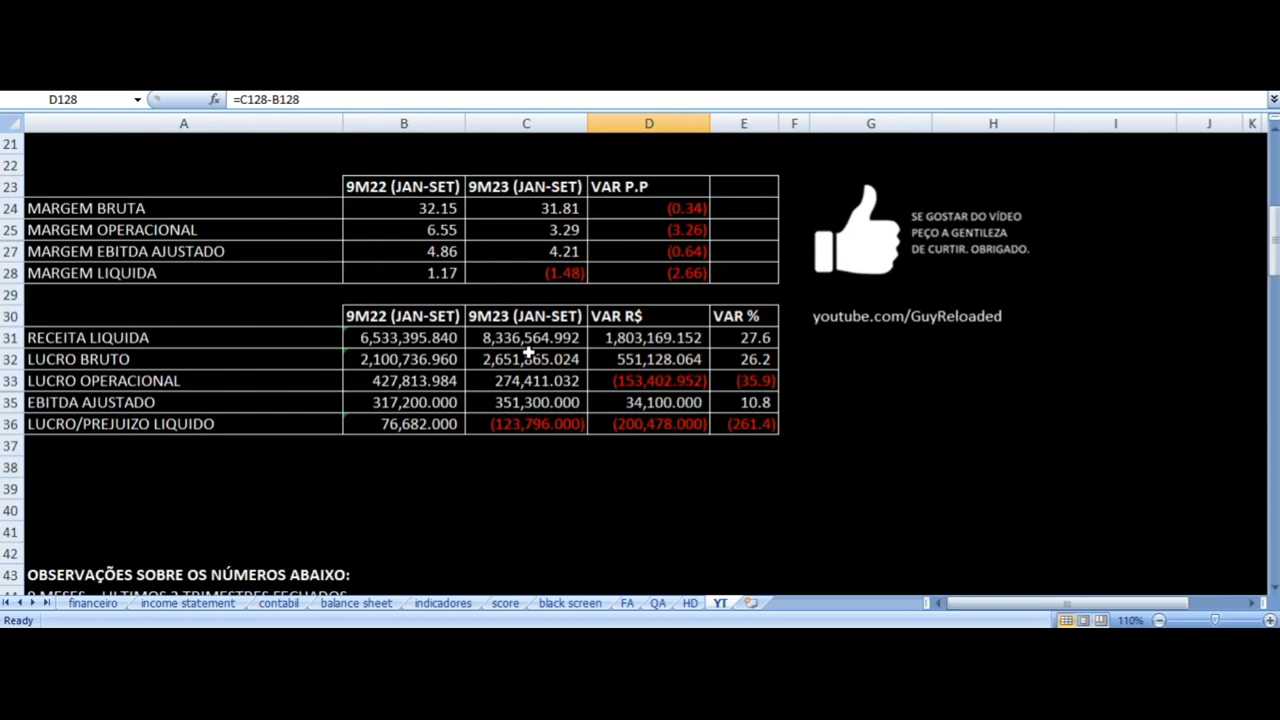 D128 =C128-B128
A B C D E F G H I J K
21
22
23 9M22 (JAN-SET) 9M23 (JAN-SET) VAR P.P
24 MARGEM BRUTA 32.15 31.81 (0.34)
25 MARGEM OPERACIONAL 6.55 3.29 (3.26)
27 MARGEM EBITDA AJUSTADO 4.86 4.21 (0.64)
28 MARGEM LIQUIDA 1.17 (1.48) (2.66)
SE GOSTAR DO VÍDEO
PEÇO A GENTILEZA
DE CURTIR. OBRIGADO.
29
30 9M22 (JAN-SET) 9M23 (JAN-SET) VAR R$ VAR %
youtube.com/GuyReloaded
31 RECEITA LIQUIDA 6,533,395.840 8,336,564.992 1,803,169.152 27.6
32 LUCRO BRUTO 2,100,736.960 2,651,865.024 551,128.064 26.2
33 LUCRO OPERACIONAL 427,813.984 274,411.032 (153,402.952) (35.9)
35 EBITDA AJUSTADO 317,200.000 351,300.000 34,100.000 10.8
36 LUCRO/PREJUIZO LIQUIDO 76,682.000 (123,796.000) (200,478.000) (261.4)
37
38
39
40
41
42
43 OBSERVAÇÕES SOBRE OS NÚMEROS ABAIXO:
financeiro income statement contabil balance sheet indicadores score black screen FA QA HD YT
Ready 110%